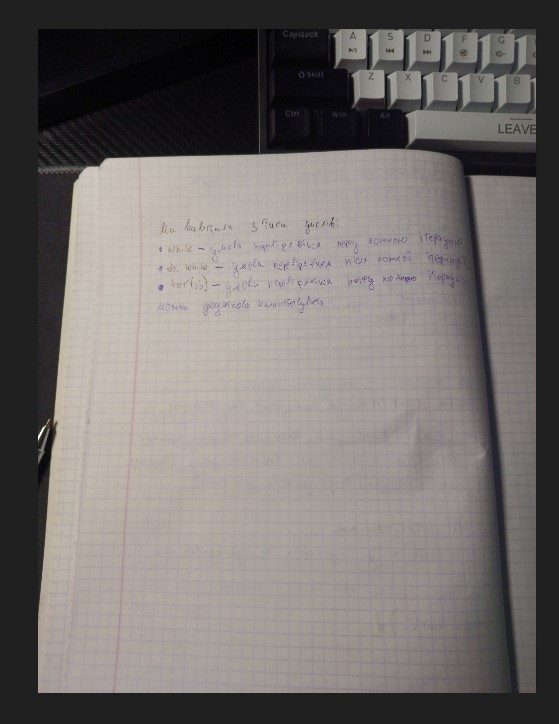 Capslock
A
S
D
F
G
Shift
Z
X
C
V
B
Ctrl
Win
Alt
LEAVE
Ми вивчили 3 типи циклів:
• while – умова перевіряється перед кожною ітерацією
• do while – умова перевіряється після кожної ітерації
• for(;;) – умова перевіряється перед кожною ітерацією
можна додатково налаштовувати